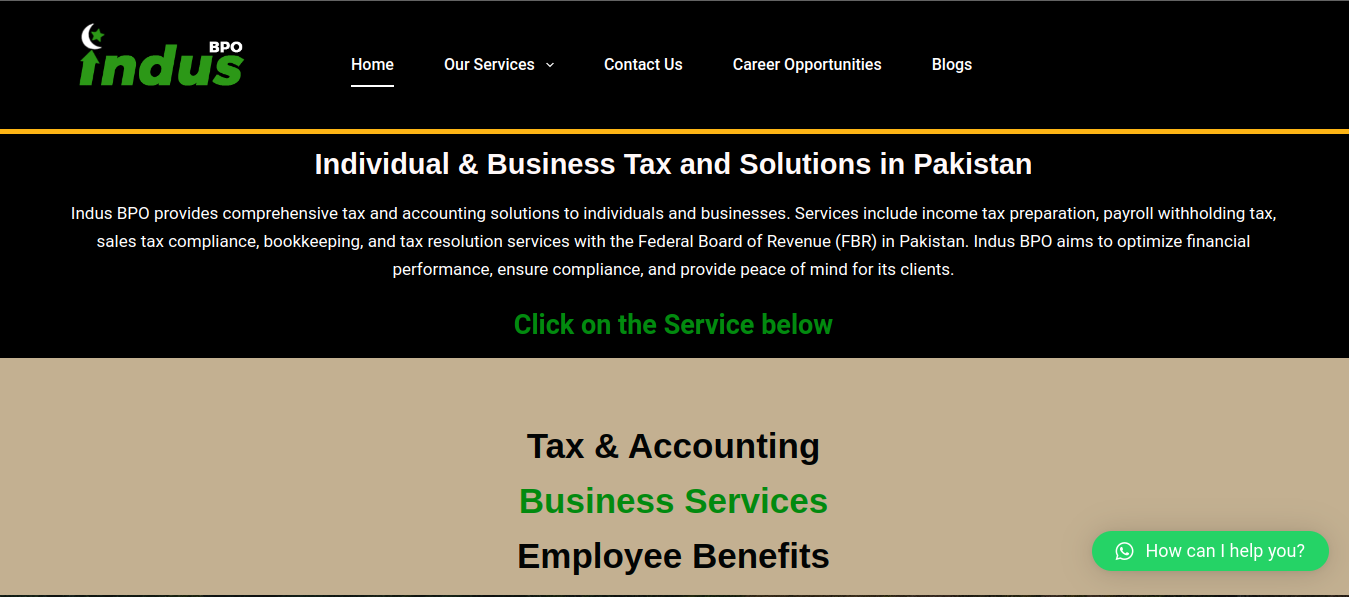 BPO
indus
Home
Our Services
Contact Us
Career Opportunities
Blogs
Individual & Business Tax and Solutions in Pakistan
Indus BPO provides comprehensive tax and accounting solutions to individuals and businesses. Services include income tax preparation, payroll withholding tax,
sales tax compliance, bookkeeping, and tax resolution services with the Federal Board of Revenue (FBR) in Pakistan. Indus BPO aims to optimize financial
performance, ensure compliance, and provide peace of mind for its clients.
Click on the Service below
Tax & Accounting
Business Services
Employee Benefits
How can I help you?